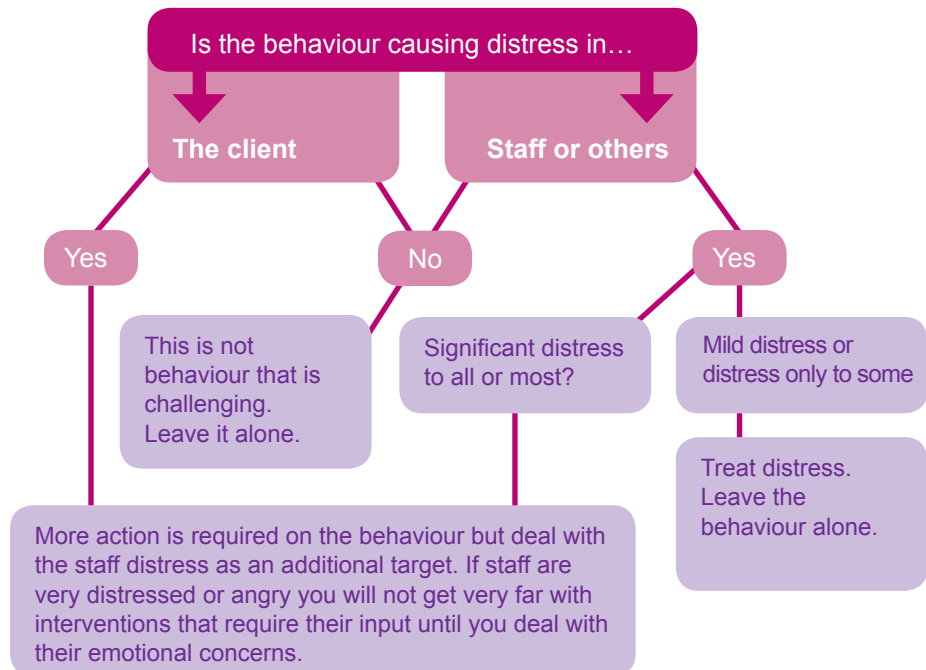 Is the behaviour causing distress in…
The client
Staff or others
Yes
No
Yes
This is not
behaviour that is
challenging.
Leave it alone.
Significant distress
to all or most?
Mild distress or
distress only to some
Treat distress.
Leave the
behaviour alone.
More action is required on the behaviour but deal with
the staff distress as an additional target. If staff are
very distressed or angry you will not get very far with
interventions that require their input until you deal with
their emotional concerns.